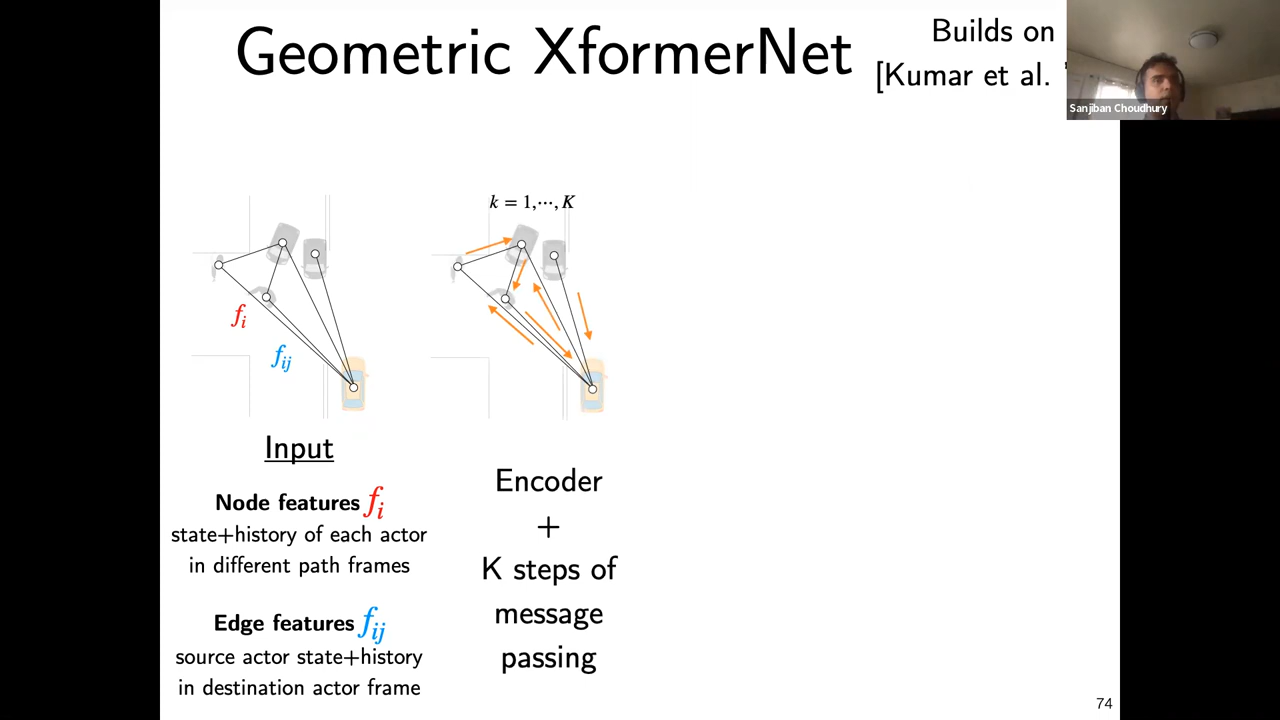 Geometric XformerNet
Builds on
[Kumar et al.
Sanjiban Choudhury
k = 1,⋯, K
f_i
f_ij
Input
Node features f_i
state+history of each actor
in different path frames
Edge features f_ij
source actor state+history
in destination actor frame
Encoder
+
K steps of
message
passing
74